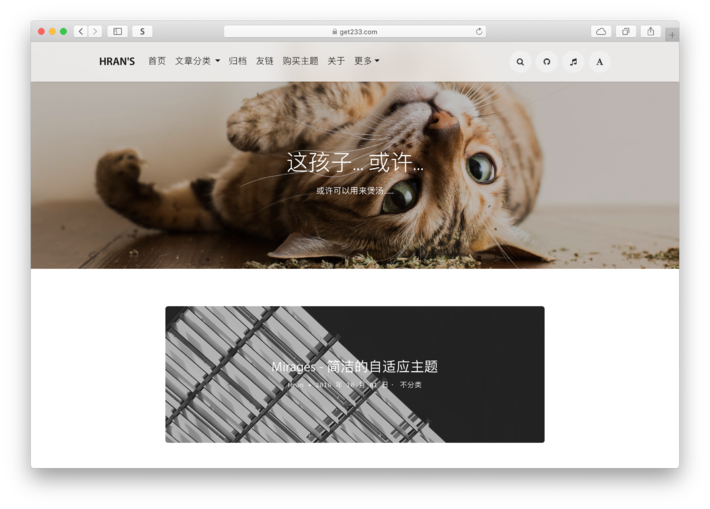 S
get233.com
HRAN'S 首页 文章分类 归档 友链 购买主题 关于 更多
A
这孩子... 或许...
或许可以用来煲汤......
Mirages - 简洁的自适应主题
Hran • 2016 年 10 月 01 日 · 不分类